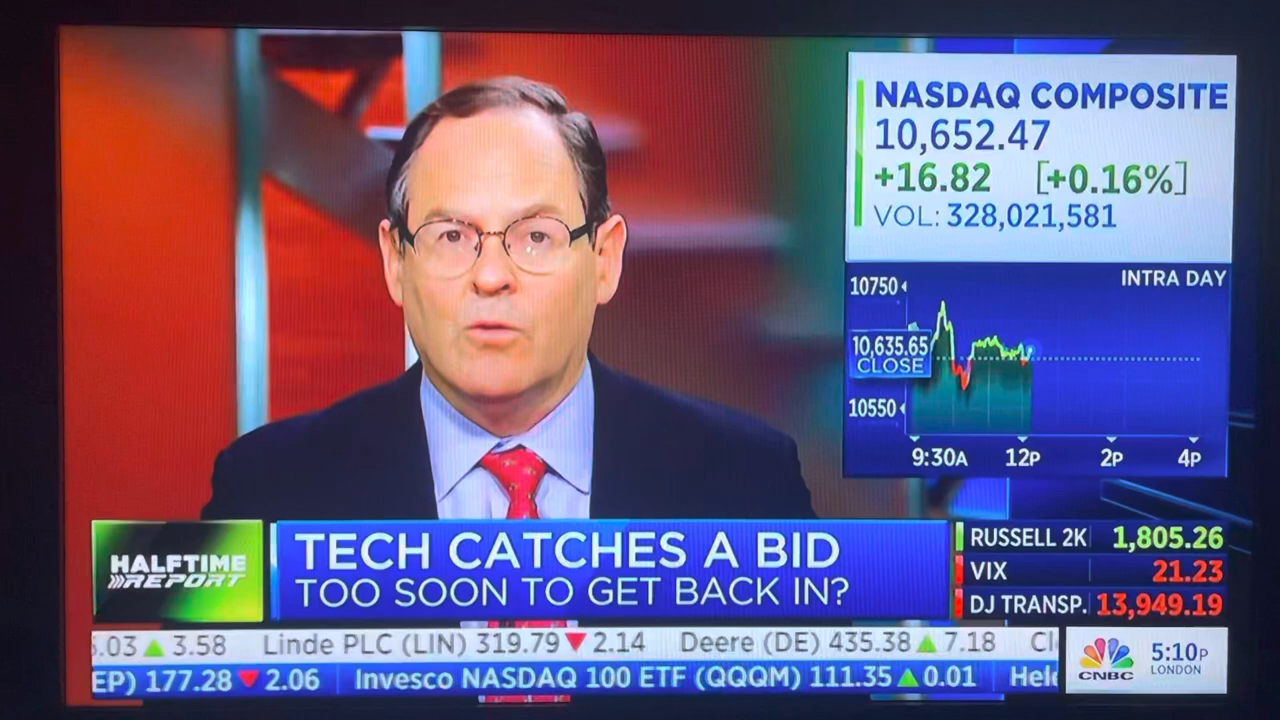 NASDAQ COMPOSITE
10,652.47
+16.82 [+0.16%]
VOL: 328,021,581
INTRA DAY
10750
10,635.65
CLOSE
10550
9:30A 12P 2P 4P
HALFTIME
REPORT
TECH CATCHES A BID
TOO SOON TO GET BACK IN?
RUSSELL 2K 1,805.26
VIX 21.23
DJ TRANSP. 13,949.19
.03 ▲ 3.58 Linde PLC (LIN) 319.79 ▼ 2.14 Deere (DE) 435.38 ▲ 7.18
EP) 177.28 ▼ 2.06 Invesco NASDAQ 100 ETF (QQQM) 111.35 ▲ 0.01
CNBC
5:10P
LONDON